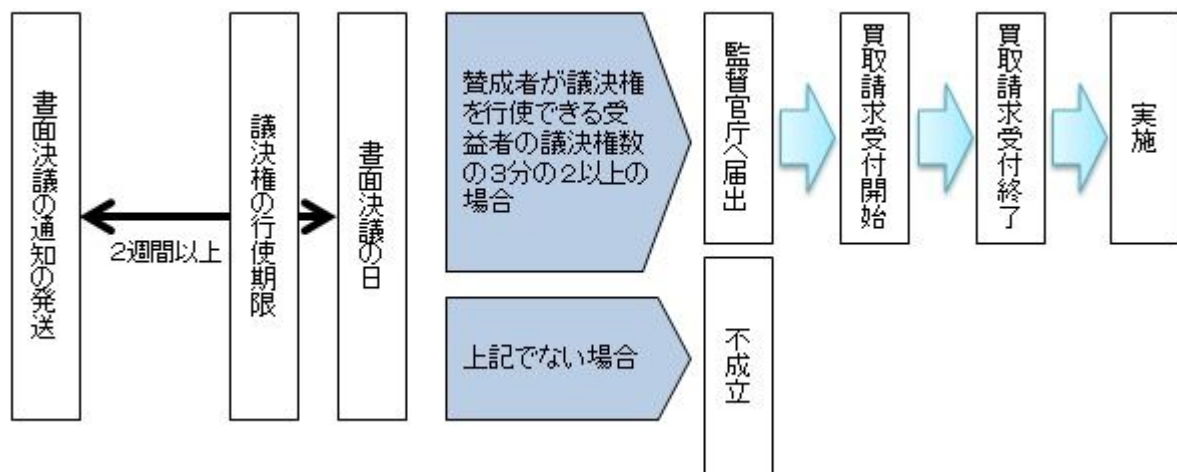 書面決議の通知の発送
2週間以上
議決権の行使期限
書面決議の日
賛成者が議決権
を行使できる受
益者の議決権数
の3分の2以上の
場合
監督官庁へ届出
買取請求受付開始
買取請求受付終了
実施
上記でない場合
不成立